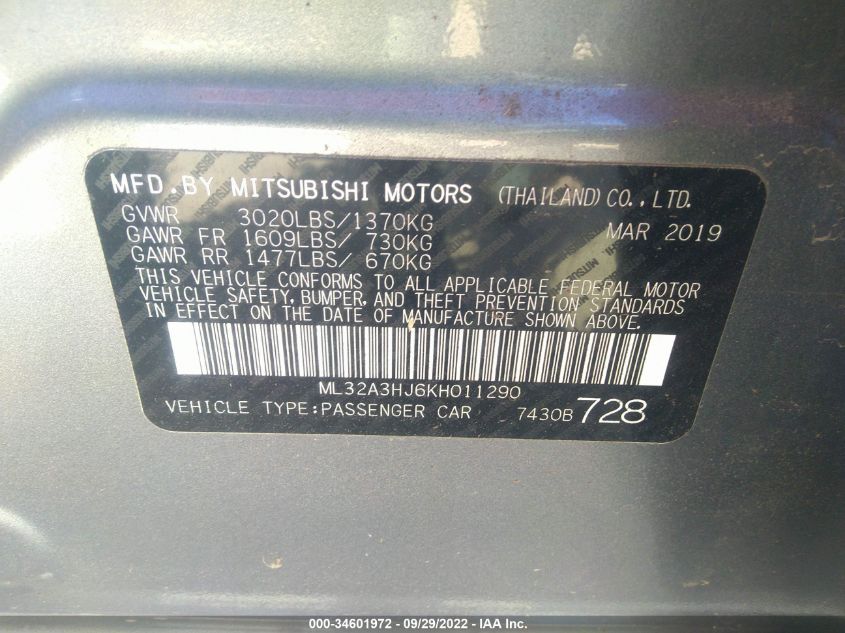 MFD.BY MITSUBISHI MOTORS (THAILAND)CO.,LTD.
GVWR 3020LBS/1370KG MAR 2019
GAWR FR 1609LBS/ 730KG
GAWR RR 1477LBS/ 670KG
THIS VEHICLE CONFORMS TO ALL APPLICABLE FEDERAL MOTOR
VEHICLE SAFETY, BUMPER, AND THEFT PREVENTION STANDARDS
IN EFFECT ON THE DATE OF MANUFACTURE SHOWN ABOVE.
ML32A3HJ6KH011290
VEHICLE TYPE:PASSENGER CAR 7430B 728
000-34601972 - 09/29/2022 - IAA Inc.